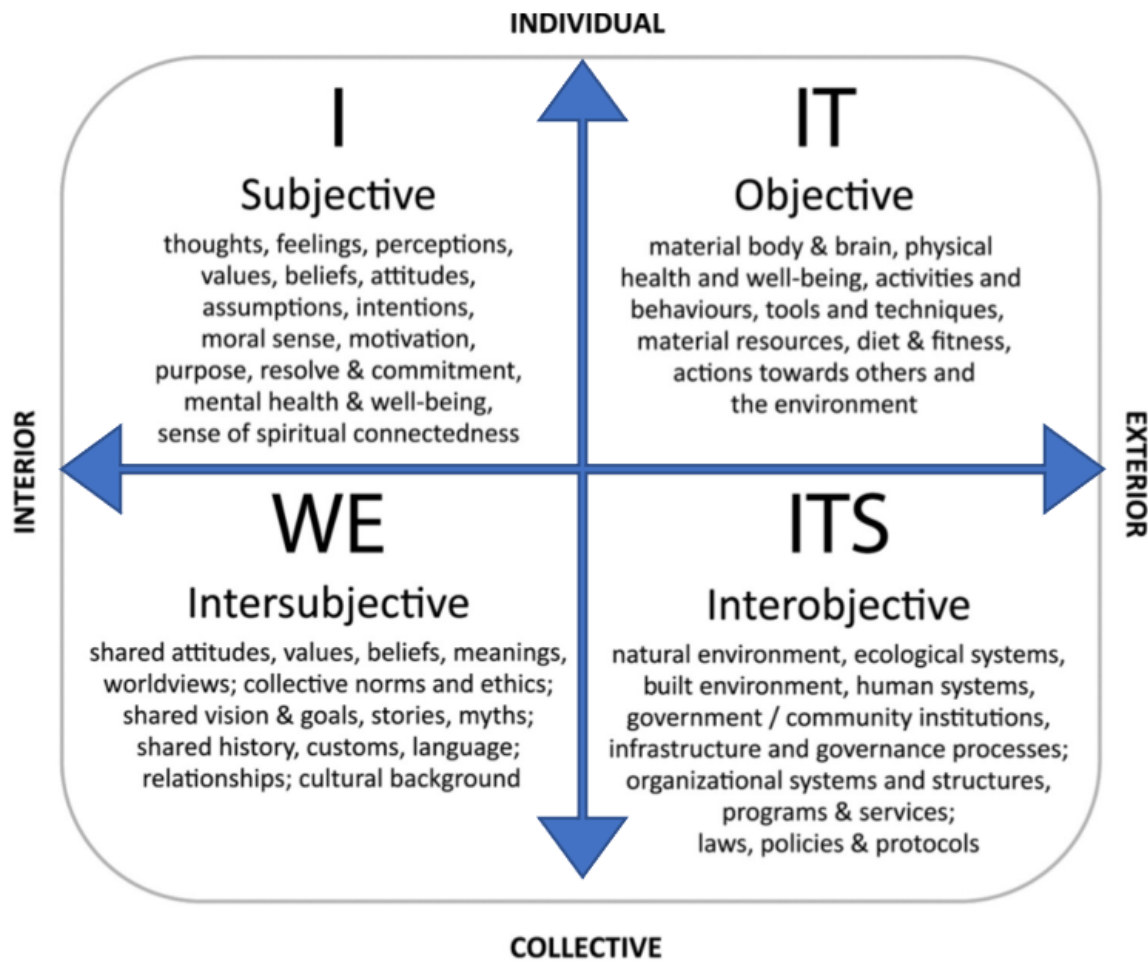 INDIVIDUAL
I
Subjective
thoughts, feelings, perceptions,
values, beliefs, attitudes,
assumptions, intentions,
moral sense, motivation,
purpose, resolve & commitment,
mental health & well-being,
sense of spiritual connectedness
IT
Objective
material body & brain, physical
health and well-being, activities and
behaviours, tools and techniques,
material resources, diet & fitness,
actions towards others and
the environment
INTERIOR
EXTERIOR
WE
Intersubjective
shared attitudes, values, beliefs, meanings,
worldviews; collective norms and ethics;
shared vision & goals, stories, myths;
shared history, customs, language;
relationships; cultural background
ITS
Interobjective
natural environment, ecological systems,
built environment, human systems,
government / community institutions,
infrastructure and governance processes;
organizational systems and structures,
programs & services;
laws, policies & protocols
COLLECTIVE